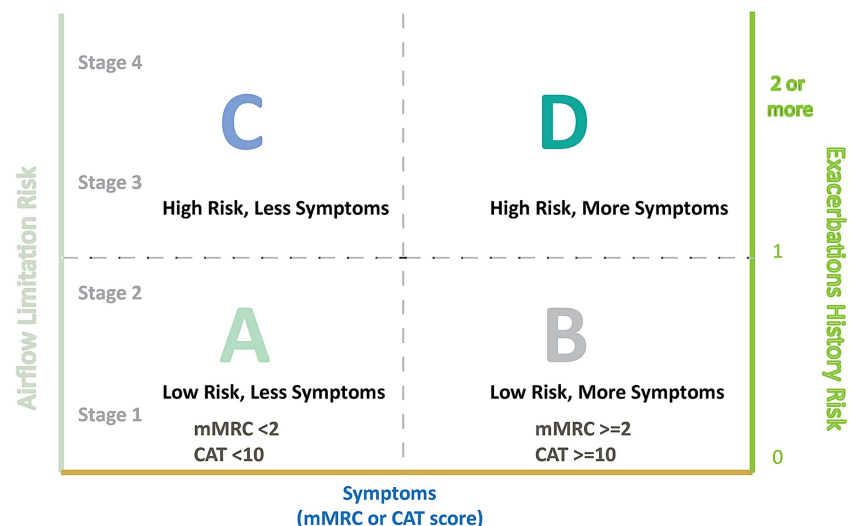 Stage 4
C
D
2 or
more
Stage 3
High Risk, Less Symptoms
High Risk, More Symptoms
Airflow Limitation Risk
Exacerbations History Risk
1
Stage 2
A
B
Low Risk, Less Symptoms
Low Risk, More Symptoms
Stage 1
mMRC <2
mMRC >=2
CAT <10
CAT >=10
0
Symptoms
(mMRC or CAT score)